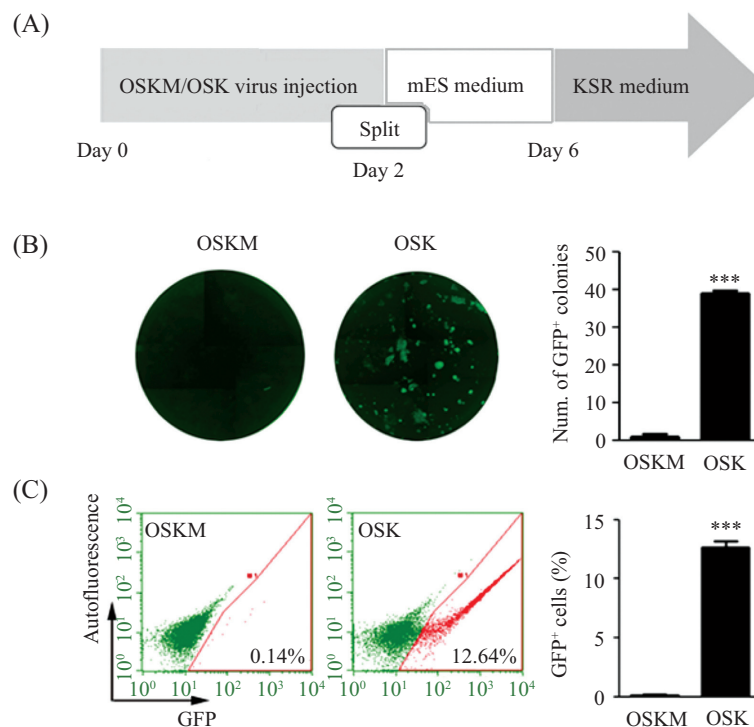 (A)
OSKM/OSK virus injection
mES medium
KSR medium
Split
Day 0
Day 2
Day 6
(B)
OSKM
OSK
Num. of GFP⁺ colonies
50
40
30
20
10
0
***
OSKM
OSK
(C)
Autofluorescence
10⁴
10³
10²
10¹
10⁰
OSKM
0.14%
10⁰ 10¹ 10² 10³ 10⁴
10⁴
10³
10²
10¹
10⁰
OSK
12.64%
10⁰ 10¹ 10² 10³ 10⁴
GFP
GFP⁺ cells (%)
15
10
5
0
***
OSKM
OSK